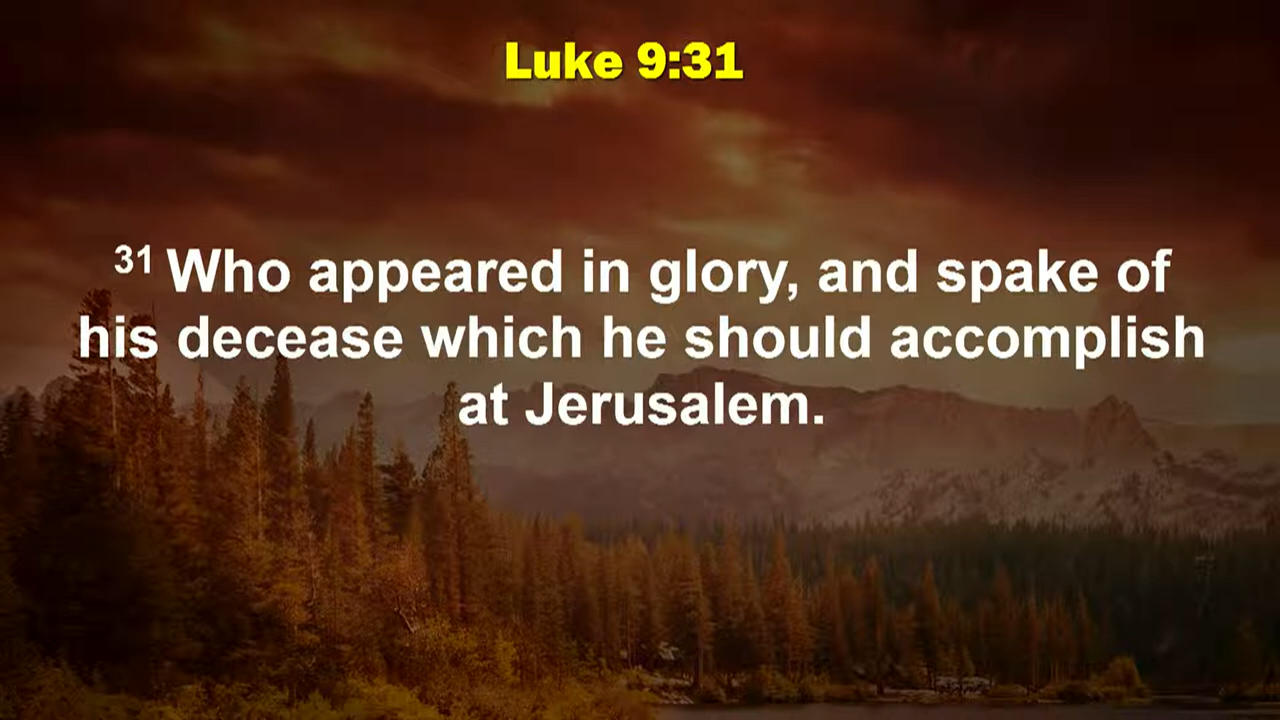 Luke 9:31
31 Who appeared in glory, and spake of
his decease which he should accomplish
at Jerusalem.